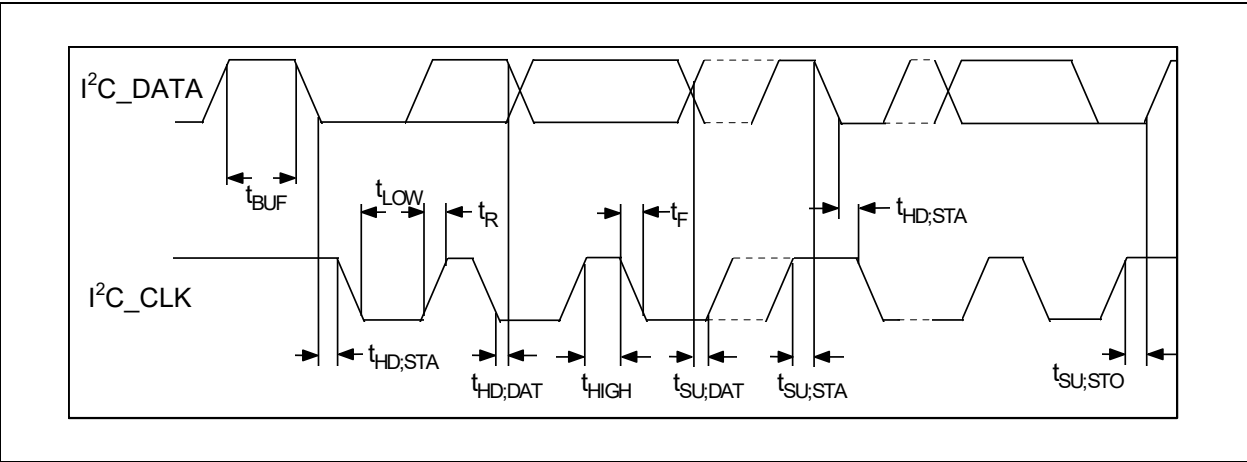 I²C_DATA
t_BUF
t_LOW
t_R
t_F
t_HD;STA
I²C_CLK
t_HD;STA
t_HD;DAT
t_HIGH
t_SU;DAT
t_SU;STA
t_SU;STO